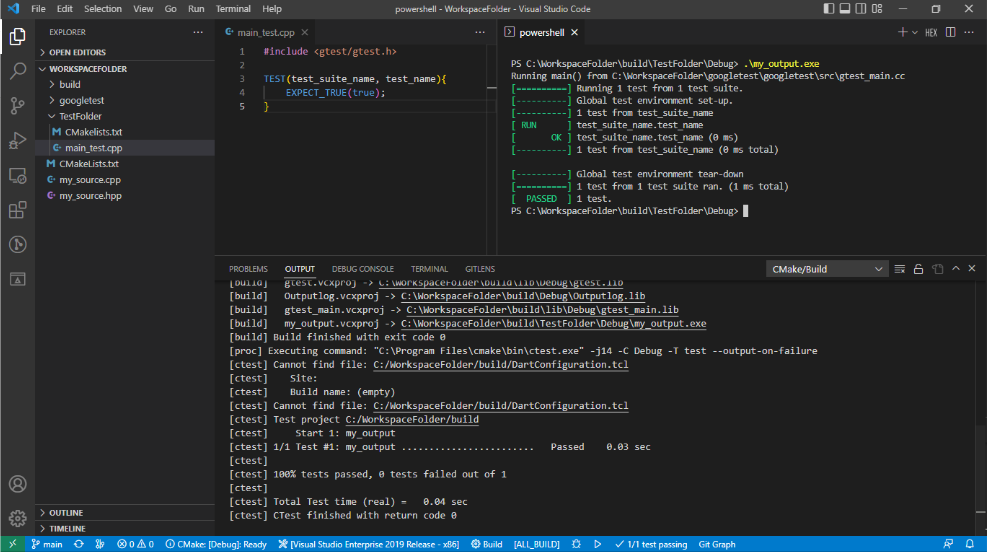 File Edit Selection View Go Run Terminal Help
powershell - WorkspaceFolder - Visual Studio Code
EXPLORER
OPEN EDITORS
WORKSPACEFOLDER
build
googletest
TestFolder
CMakelists.txt
main_test.cpp
CMakeLists.txt
my_source.cpp
my_source.hpp
OUTLINE
TIMELINE
main_test.cpp
1 #include <gtest/gtest.h>
2
3 TEST(test_suite_name, test_name){
4 EXPECT_TRUE(true);
5 }
powershell
HEX
PS C:\WorkspaceFolder\build\TestFolder\Debug> .\my_output.exe
Running main() from C:\WorkspaceFolder\googletest\googletest\src\gtest_main.cc
[==========] Running 1 test from 1 test suite.
[----------] Global test environment set-up.
[----------] 1 test from test_suite_name
[ RUN      ] test_suite_name.test_name
[       OK ] test_suite_name.test_name (0 ms)
[----------] 1 test from test_suite_name (0 ms total)
[----------] Global test environment tear-down
[==========] 1 test from 1 test suite ran. (1 ms total)
[  PASSED  ] 1 test.
PS C:\WorkspaceFolder\build\TestFolder\Debug>
PROBLEMS OUTPUT DEBUG CONSOLE TERMINAL GITLENS
CMake/Build
[build] gtest.vcxproj -> C:\WorkspaceFolder\build\lib\Debug\gtest.lib
[build] Outputlog.vcxproj -> C:\WorkspaceFolder\build\Debug\Outputlog.lib
[build] gtest_main.vcxproj -> C:\WorkspaceFolder\build\lib\Debug\gtest_main.lib
[build] my_output.vcxproj -> C:\WorkspaceFolder\build\TestFolder\Debug\my_output.exe
[build] Build finished with exit code 0
[proc] Executing command: "C:\Program Files\cmake\bin\ctest.exe" -j14 -C Debug -T test --output-on-failure
[ctest] Cannot find file: C:/WorkspaceFolder/build/DartConfiguration.tcl
[ctest] Site:
[ctest] Build name: (empty)
[ctest] Cannot find file: C:/WorkspaceFolder/build/DartConfiguration.tcl
[ctest] Test project C:/WorkspaceFolder/build
[ctest] Start 1: my_output
[ctest] 1/1 Test #1: my_output ........................ Passed 0.03 sec
[ctest]
[ctest] 100% tests passed, 0 tests failed out of 1
[ctest]
[ctest] Total Test time (real) = 0.04 sec
[ctest] CTest finished with return code 0
main 0 0 CMake: [Debug]: Ready [Visual Studio Enterprise 2019 Release - x86] Build [ALL_BUILD] 1/1 test passing Git Graph